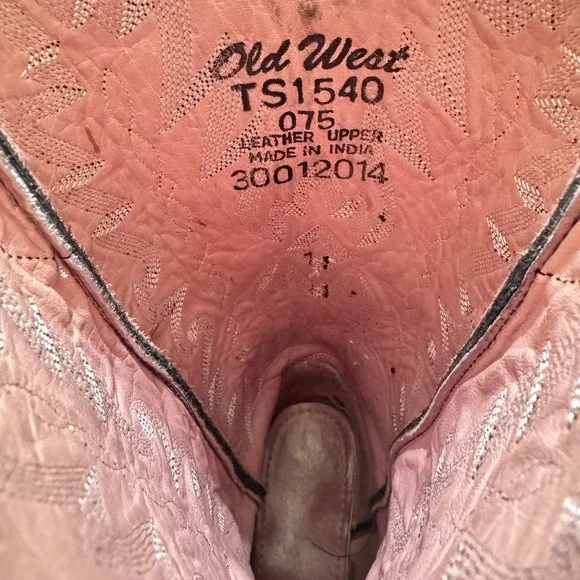 Old West
TS1540
075
LEATHER UPPER
MADE IN INDIA
30012014